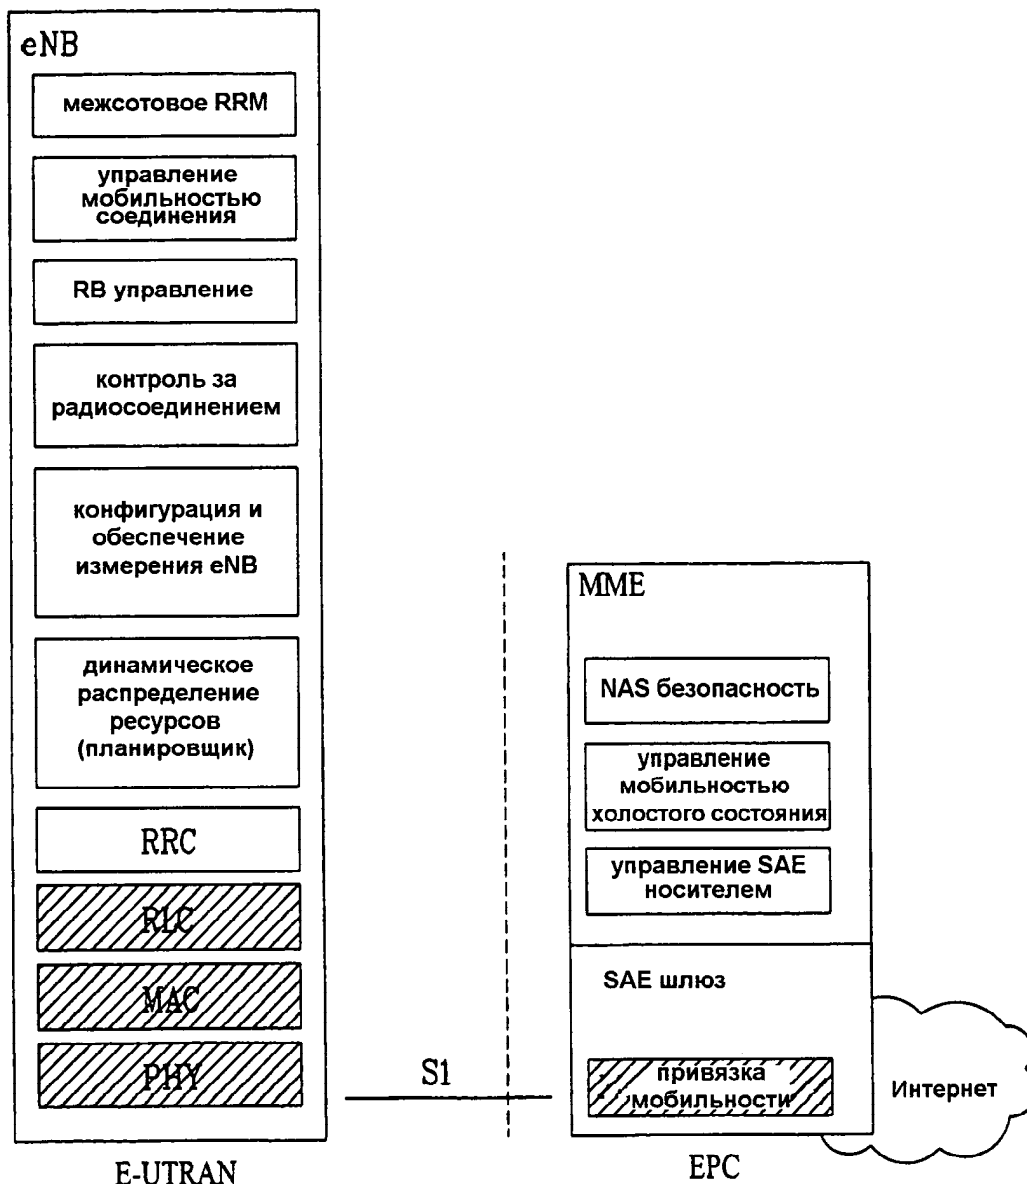 eNB
межсотовое RRM
управление
мобильностью
соединения
RB управление
контроль за
радиосоединением
конфигурация и
обеспечение
измерения eNB
динамическое
распределение
ресурсов
(планировщик)
RRC
RLC
MAC
PHY
E-UTRAN
S1
MME
NAS безопасность
управление
мобильностью
холостого состояния
управление SAE
носителем
SAE шлюз
привязка
мобильности
EPC
Интернет